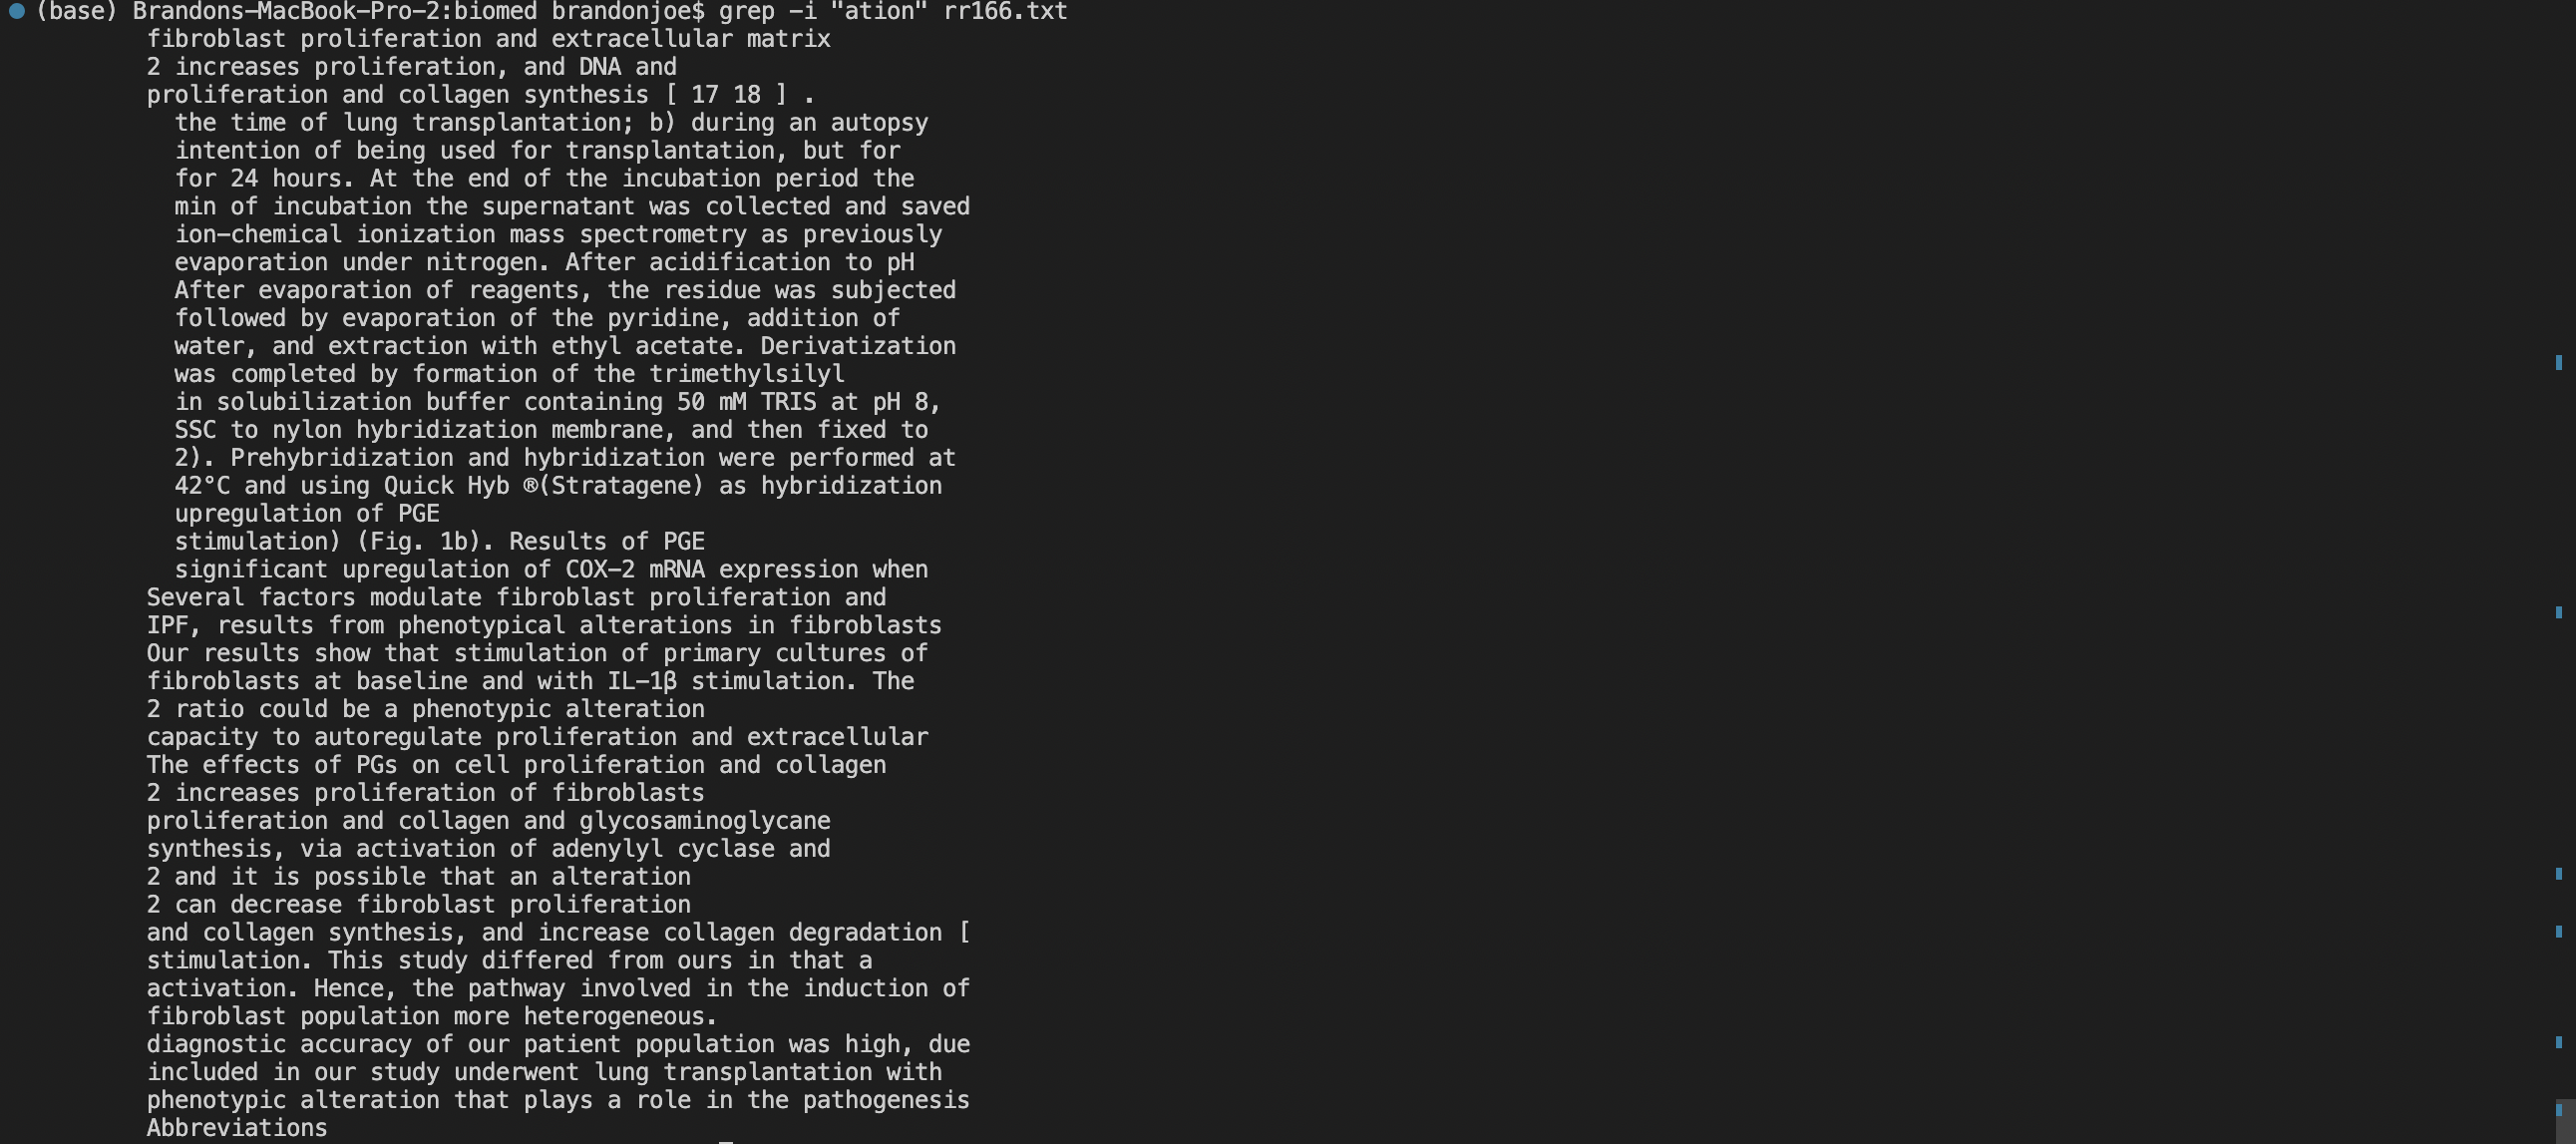 (base) Brandons-MacBook-Pro-2:biomed brandonjoe$ grep -i "ation" rr166.txt
fibroblast proliferation and extracellular matrix
2 increases proliferation, and DNA and
proliferation and collagen synthesis [ 17 18 ] .
the time of lung transplantation; b) during an autopsy
intention of being used for transplantation, but for
for 24 hours. At the end of the incubation period the
min of incubation the supernatant was collected and saved
ion-chemical ionization mass spectrometry as previously
evaporation under nitrogen. After acidification to pH
After evaporation of reagents, the residue was subjected
followed by evaporation of the pyridine, addition of
water, and extraction with ethyl acetate. Derivatization
was completed by formation of the trimethylsilyl
in solubilization buffer containing 50 mM TRIS at pH 8,
SSC to nylon hybridization membrane, and then fixed to
2). Prehybridization and hybridization were performed at
42°C and using Quick Hyb ®(Stratagene) as hybridization
upregulation of PGE
stimulation) (Fig. 1b). Results of PGE
significant upregulation of COX-2 mRNA expression when
Several factors modulate fibroblast proliferation and
IPF, results from phenotypical alterations in fibroblasts
Our results show that stimulation of primary cultures of
fibroblasts at baseline and with IL-1β stimulation. The
2 ratio could be a phenotypic alteration
capacity to autoregulate proliferation and extracellular
The effects of PGs on cell proliferation and collagen
2 increases proliferation of fibroblasts
proliferation and collagen and glycosaminoglycane
synthesis, via activation of adenylyl cyclase and
2 and it is possible that an alteration
2 can decrease fibroblast proliferation
and collagen synthesis, and increase collagen degradation [
stimulation. This study differed from ours in that a
activation. Hence, the pathway involved in the induction of
fibroblast population more heterogeneous.
diagnostic accuracy of our patient population was high, due
included in our study underwent lung transplantation with
phenotypic alteration that plays a role in the pathogenesis
Abbreviations